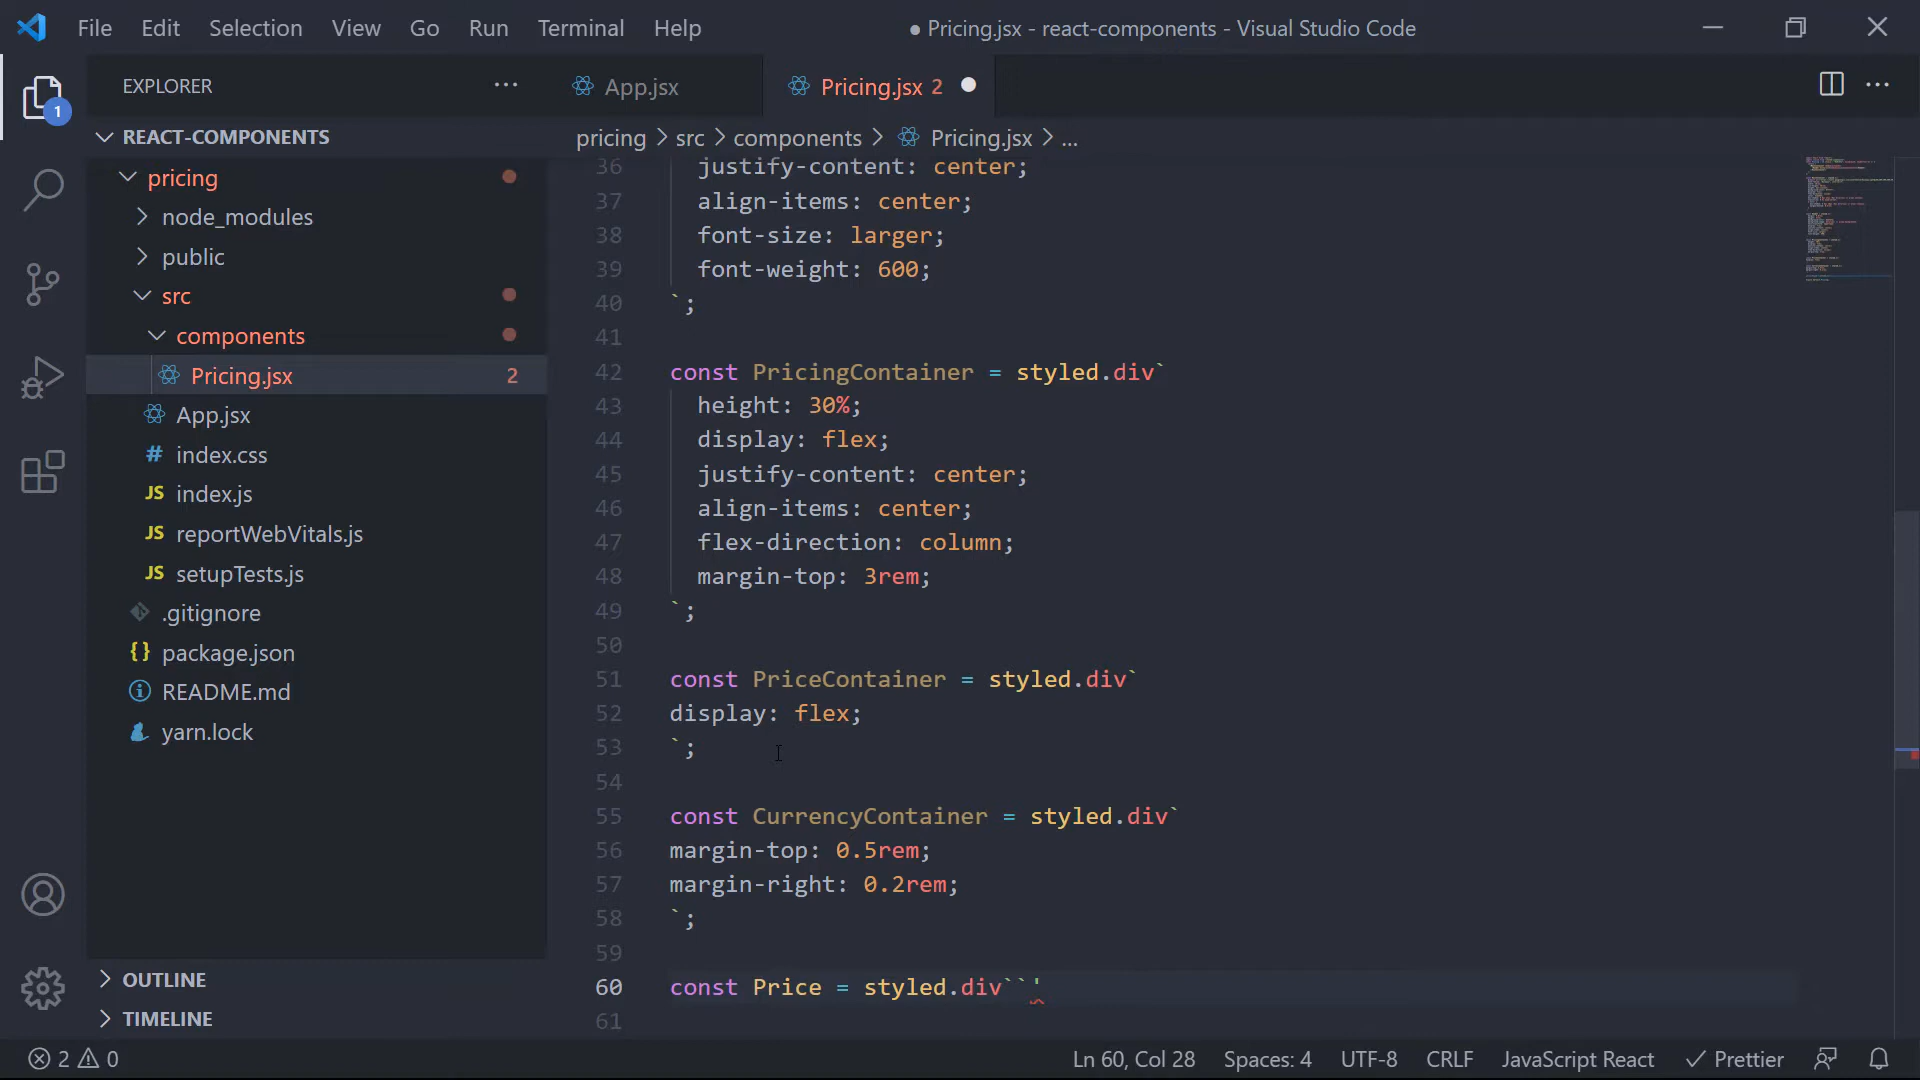 File Edit Selection View Go Run Terminal Help
● Pricing.jsx - react-components - Visual Studio Code
EXPLORER
App.jsx
Pricing.jsx 2
REACT-COMPONENTS
pricing > src > components > Pricing.jsx > ...
1
pricing
node_modules
public
src
components
Pricing.jsx 2
App.jsx
# index.css
JS index.js
JS reportWebVitals.js
JS setupTests.js
.gitignore
{} package.json
README.md
yarn.lock
OUTLINE
TIMELINE
36 justify-content: center;
37 align-items: center;
38 font-size: larger;
39 font-weight: 600;
40 `;
41
42 const PricingContainer = styled.div`
43 height: 30%;
44 display: flex;
45 justify-content: center;
46 align-items: center;
47 flex-direction: column;
48 margin-top: 3rem;
49 `;
50
51 const PriceContainer = styled.div`
52 display: flex;
53 `;
54
55 const CurrencyContainer = styled.div`
56 margin-top: 0.5rem;
57 margin-right: 0.2rem;
58 `;
59
60 const Price = styled.div``'
61
2 0
Ln 60, Col 28 Spaces: 4 UTF-8 CRLF JavaScript React Prettier